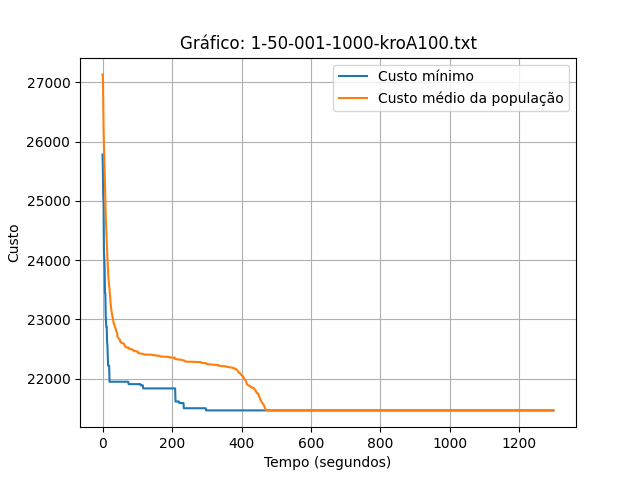 Gráfico: 1-50-001-1000-kroA100.txt
Custo mínimo
Custo médio da população
27000
26000
25000
24000
23000
22000
Custo
0 200 400 600 800 1000 1200
Tempo (segundos)